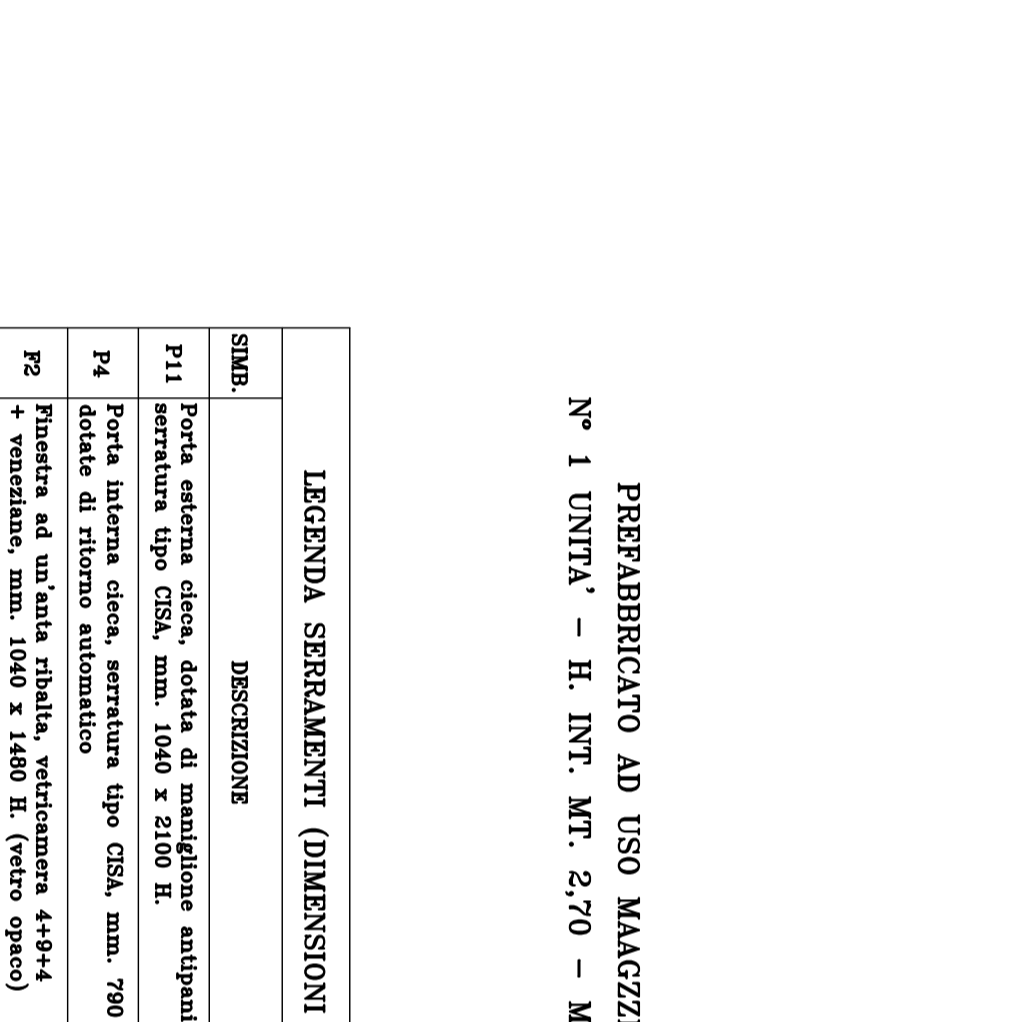 PREFABBRICATO AD USO MAAGZZI
N° 1 UNITA' - H. INT. MT. 2,70 - M
LEGENDA SERRAMENTI (DIMENSIONI
SIMB. DESCRIZIONE
P11 Porta esterna cieca, dotata di maniglione antipani
serratura tipo CISA, mm. 1040 x 2100 H.
P4 Porta interna cieca, serratura tipo CISA, mm. 790
dotate di ritorno automatico
F2 Finestra ad un'anta ribalta, vetricamera 4+9+4
+ veneziane, mm. 1040 x 1480 H. (vetro opaco)